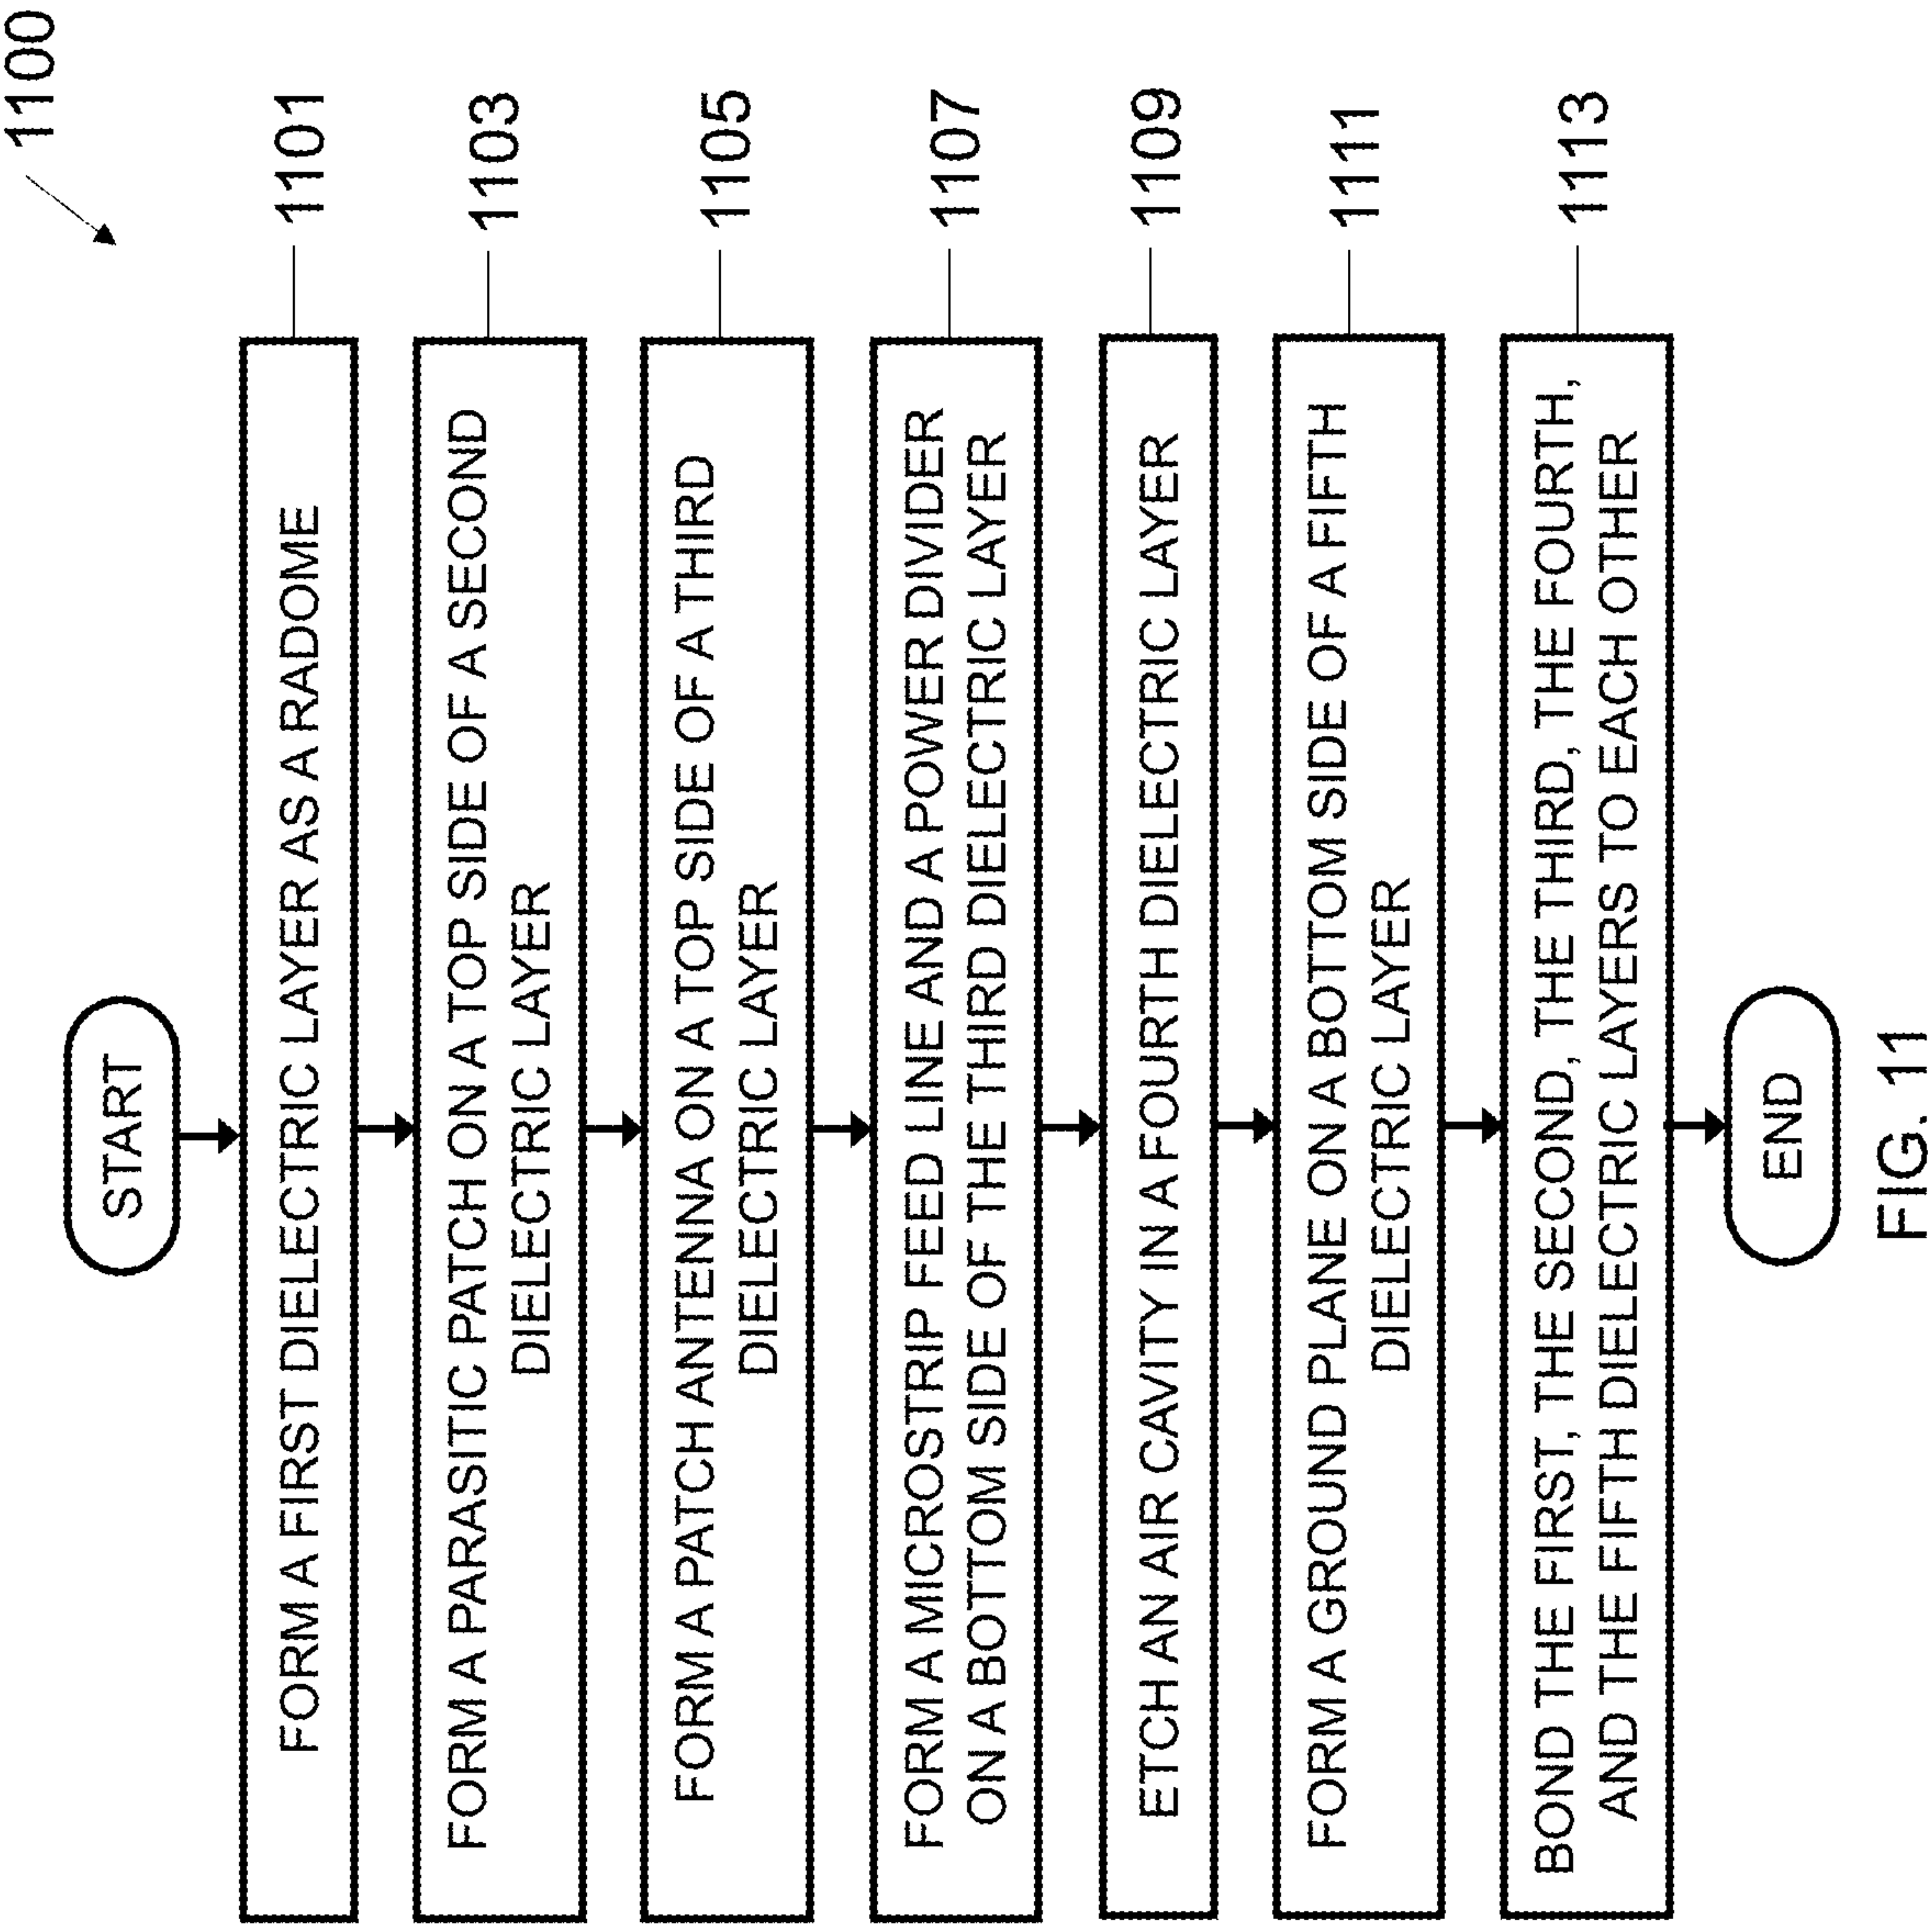 1100
START
FORM A FIRST DIELECTRIC LAYER AS A RADOME
1101
FORM A PARASITIC PATCH ON A TOP SIDE OF A SECOND
DIELECTRIC LAYER
1103
FORM A PATCH ANTENNA ON A TOP SIDE OF A THIRD
DIELECTRIC LAYER
1105
FORM A MICROSTRIP FEED LINE AND A POWER DIVIDER
ON A BOTTOM SIDE OF THE THIRD DIELECTRIC LAYER
1107
ETCH AN AIR CAVITY IN A FOURTH DIELECTRIC LAYER
1109
FORM A GROUND PLANE ON A BOTTOM SIDE OF A FIFTH
DIELECTRIC LAYER
1111
BOND THE FIRST, THE SECOND, THE THIRD, THE FOURTH,
AND THE FIFTH DIELECTRIC LAYERS TO EACH OTHER
1113
END
FIG. 11